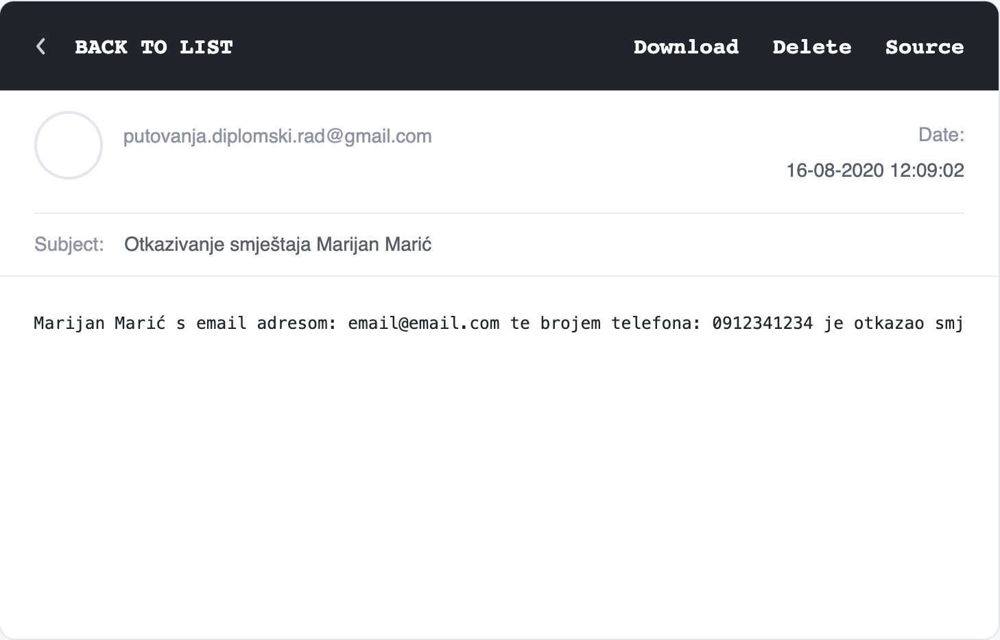 BACK TO LIST
Download
Delete
Source
putovanja.diplomski.rad@gmail.com
Date:
16-08-2020 12:09:02
Subject: Otkazivanje smještaja Marijan Marić
Marijan Marić s email adresom: email@email.com te brojem telefona: 0912341234 je otkazao smj